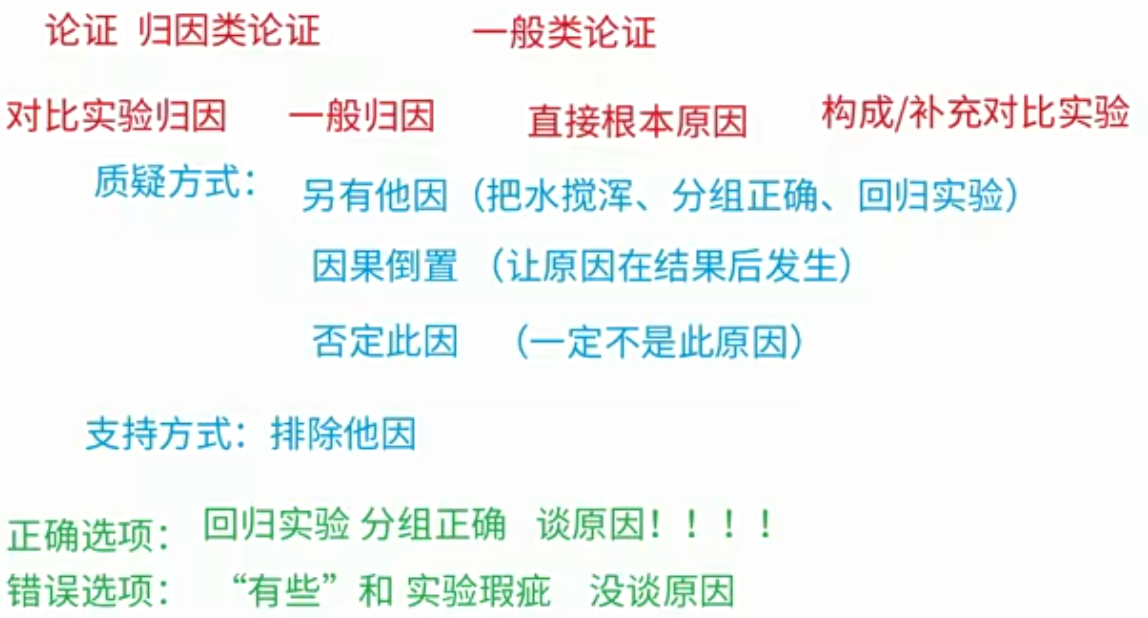 论证 归因类论证 一般类论证
对比实验归因 一般归因 直接根本原因 构成/补充对比实验
质疑方式： 另有他因（把水搅浑、分组正确、回归实验）
因果倒置 （让原因在结果后发生）
否定此因 （一定不是此原因）
支持方式：排除他因
正确选项： 回归实验 分组正确 谈原因！！！！
错误选项： “有些”和 实验瑕疵 没谈原因